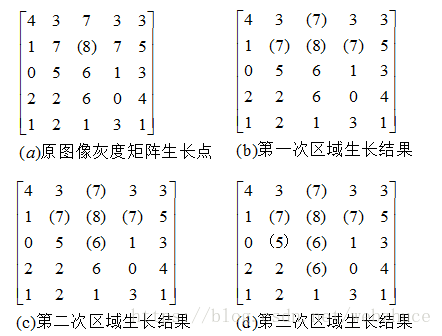 4 3 7 3 3
1 7 (8) 7 5
0 5 6 1 3
2 2 6 0 4
1 2 1 3 1
(a)原图像灰度矩阵生长点
4 3 (7) 3 3
1 (7) (8) (7) 5
0 5 6 1 3
2 2 6 0 4
1 2 1 3 1
(b)第一次区域生长结果
4 3 (7) 3 3
1 (7) (8) (7) 5
0 5 (6) 1 3
2 2 6 0 4
1 2 1 3 1
(c)第二次区域生长结果
4 3 (7) 3 3
1 (7) (8) (7) 5
0 (5) (6) 1 3
2 2 (6) 0 4
1 2 1 3 1
(d)第三次区域生长结果